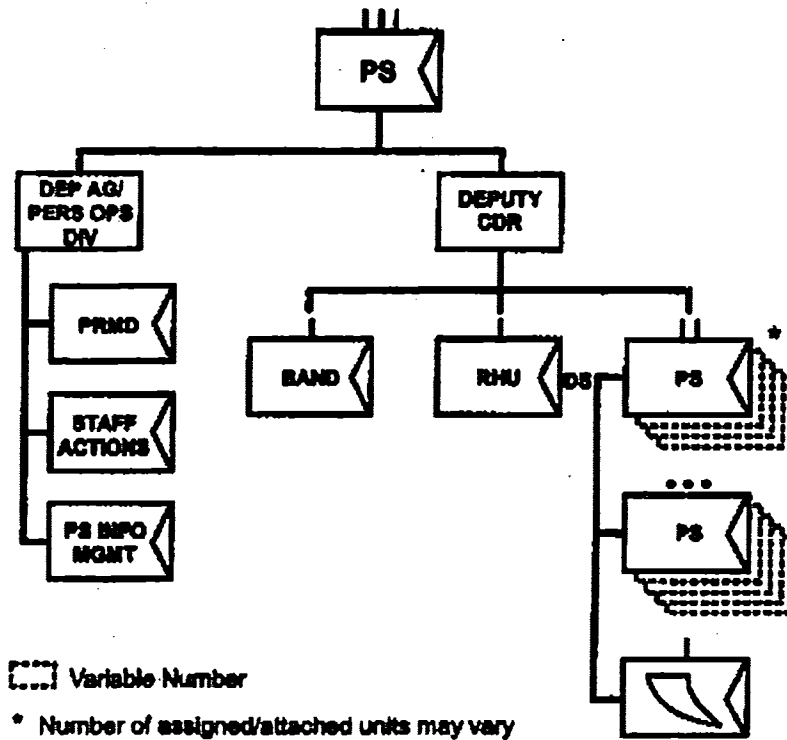 PS
DEP AG/
PERS OPS
DIV
DEPUTY
CDR
PRMD
BAND
RHU
DS
PS
*
STAFF
ACTIONS
PS
PS INFO
MGMT
Variable Number
* Number of assigned/attached units may vary